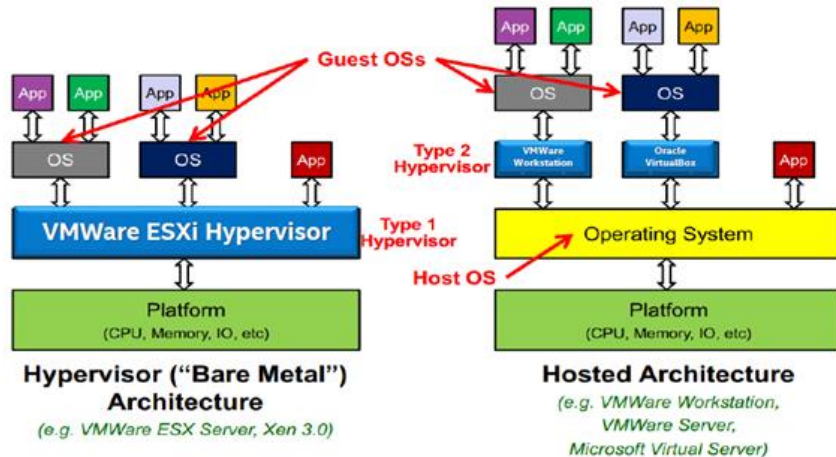 App
App
App
App
Guest OSs
OS
OS
App
VMWare ESXi Hypervisor
Type 1
Hypervisor
Platform
(CPU, Memory, IO, etc)
Hypervisor (“Bare Metal”)
Architecture
(e.g. VMWare ESX Server, Xen 3.0)
App
App
App
App
OS
OS
Type 2
Hypervisor
VMWare
Workstation
Oracle
VirtualBox
App
Operating System
Host OS
Platform
(CPU, Memory, IO, etc)
Hosted Architecture
(e.g. VMWare Workstation,
VMWare Server,
Microsoft Virtual Server)